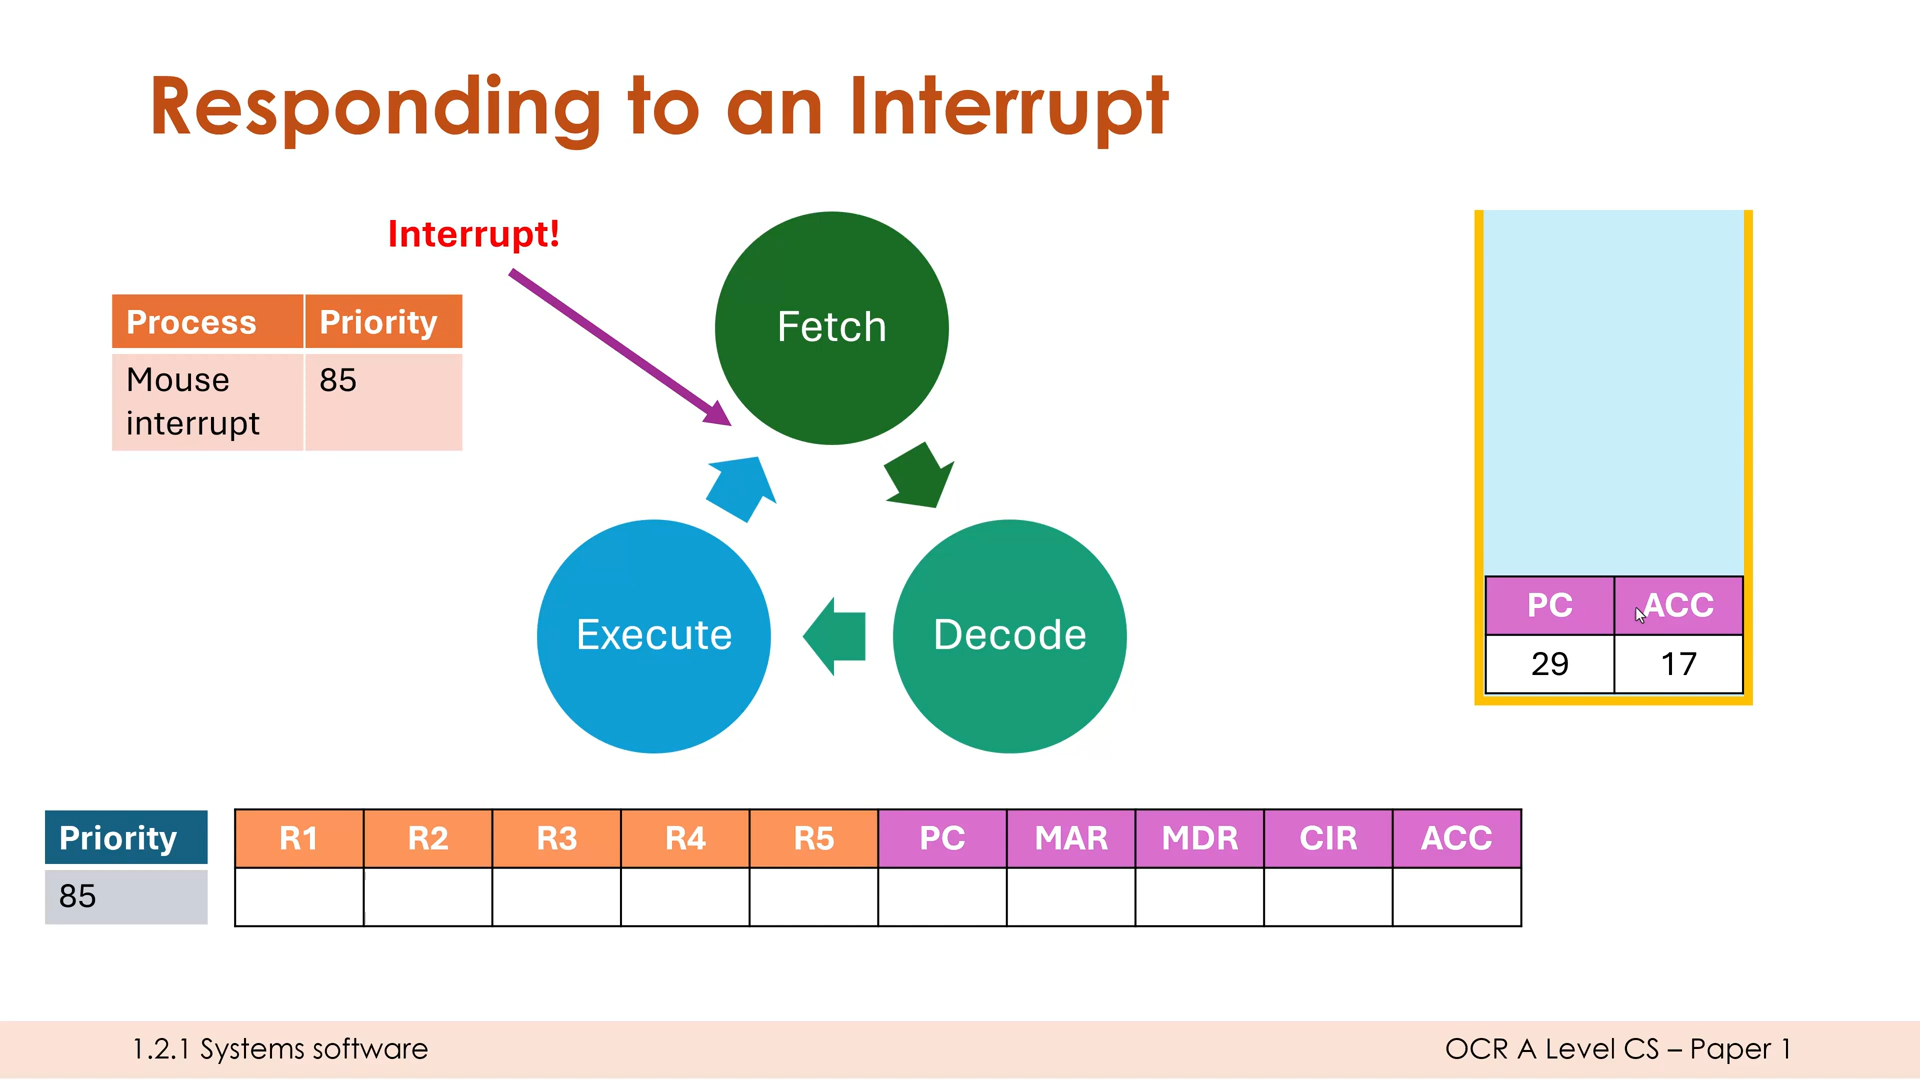 Responding to an Interrupt
Interrupt!
Process Priority
Mouse interrupt 85
Fetch
Decode
Execute
PC ACC
29 17
Priority
85
R1 R2 R3 R4 R5 PC MAR MDR CIR ACC
1.2.1 Systems software
OCR A Level CS – Paper 1